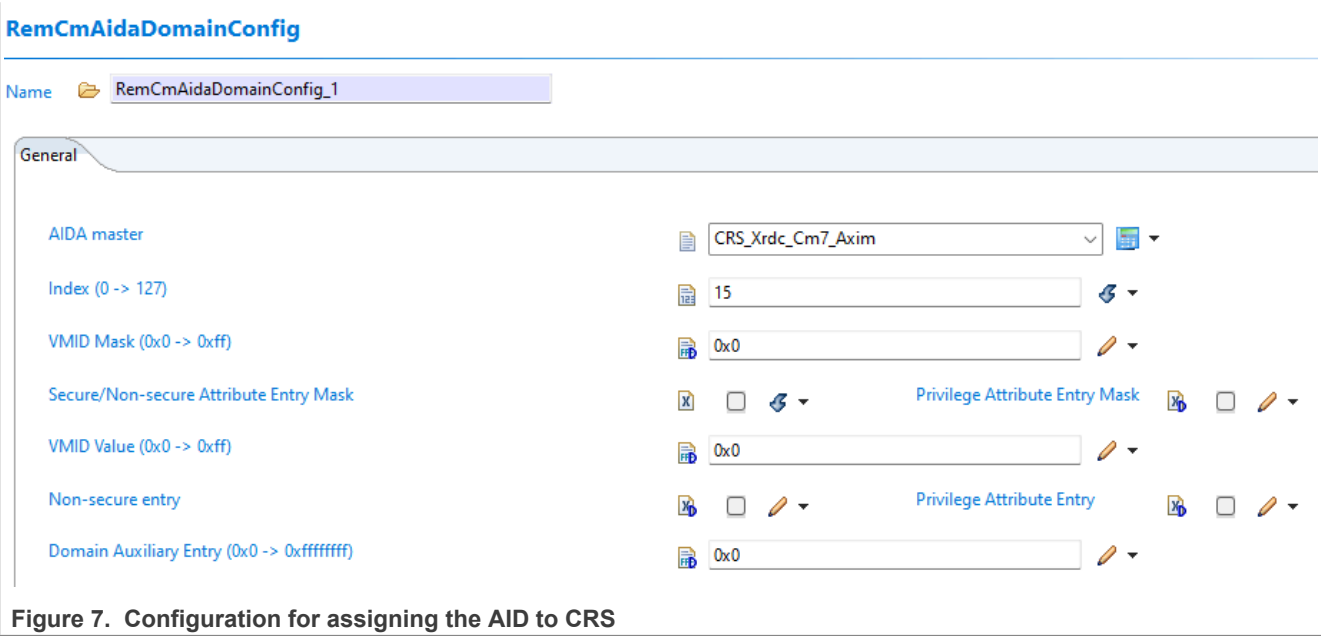 RemCmAidaDomainConfig
Name RemCmAidaDomainConfig_1
General
AIDA master CRS_Xrdc_Cm7_Axim
Index (0 -> 127) 15
VMID Mask (0x0 -> 0xff) 0x0
Secure/Non-secure Attribute Entry Mask Privilege Attribute Entry Mask
VMID Value (0x0 -> 0xff) 0x0
Non-secure entry Privilege Attribute Entry
Domain Auxiliary Entry (0x0 -> 0xffffffff) 0x0
Figure 7. Configuration for assigning the AID to CRS